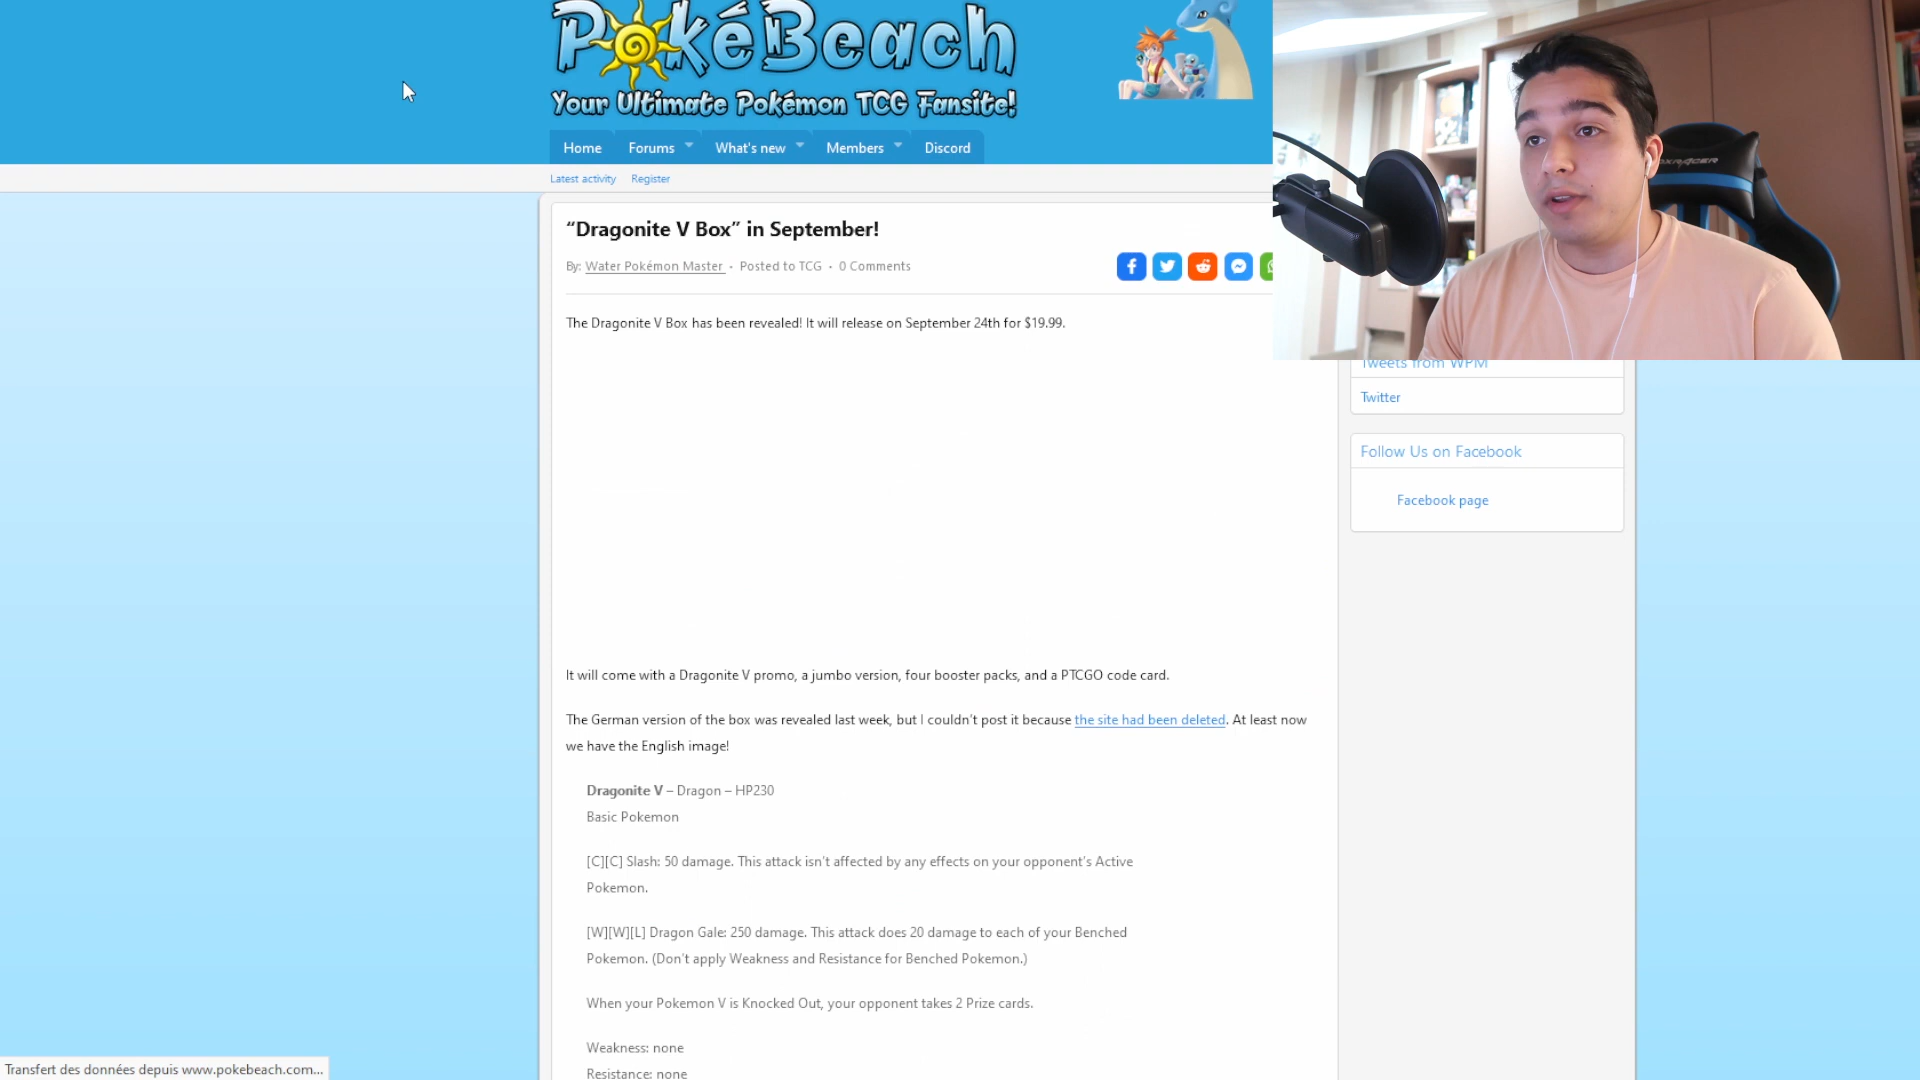 PokéBeach
Your Ultimate Pokémon TCG Fansite!
Home Forums What's new Members Discord
Latest activity Register
“Dragonite V Box” in September!
By: Water Pokémon Master · Posted to TCG · 0 Comments
The Dragonite V Box has been revealed! It will release on September 24th for $19.99.
Tweets from WPM
Twitter
Follow Us on Facebook
Facebook page
It will come with a Dragonite V promo, a jumbo version, four booster packs, and a PTCGO code card.
The German version of the box was revealed last week, but I couldn't post it because the site had been deleted. At least now
we have the English image!
Dragonite V – Dragon – HP230
Basic Pokemon
[C][C] Slash: 50 damage. This attack isn't affected by any effects on your opponent's Active
Pokemon.
[W][W][L] Dragon Gale: 250 damage. This attack does 20 damage to each of your Benched
Pokemon. (Don't apply Weakness and Resistance for Benched Pokemon.)
When your Pokemon V is Knocked Out, your opponent takes 2 Prize cards.
Weakness: none
Resistance: none
Transfert des données depuis www.pokebeach.com...